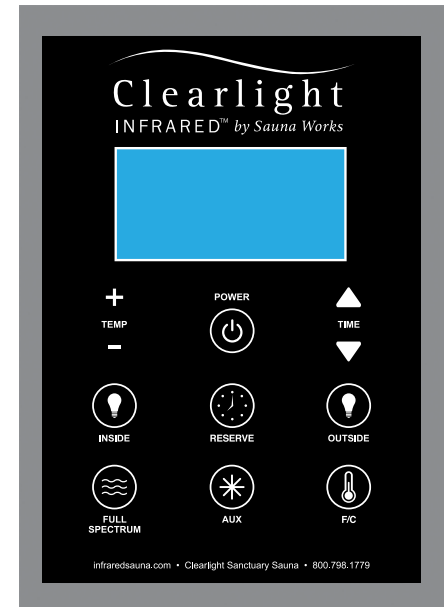 Clearlight
INFRARED™ by Sauna Works
+
POWER
TEMP
TIME
-
INSIDE
RESERVE
OUTSIDE
FULL
SPECTRUM
AUX
F/C
infraredsauna.com • Clearlight Sanctuary Sauna • 800.798.1779